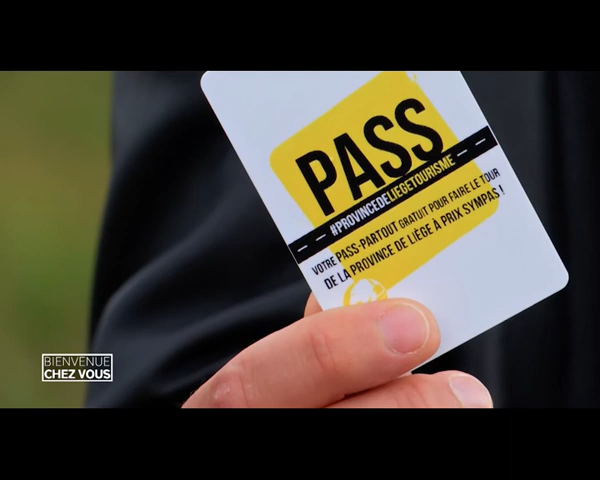 PASS
#PROVINCEDELIEGETOURISME
VOTRE PASS-PARTOUT GRATUIT POUR FAIRE LE TOUR
DE LA PROVINCE DE LIÈGE À PRIX SYMPAS !
BIENVENUE
CHEZ VOUS